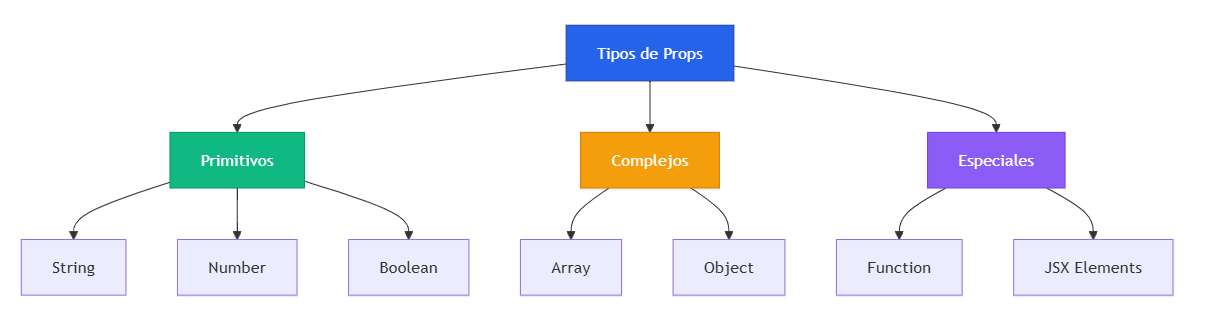 Tipos de Props
Primitivos
Complejos
Especiales
String
Number
Boolean
Array
Object
Function
JSX Elements